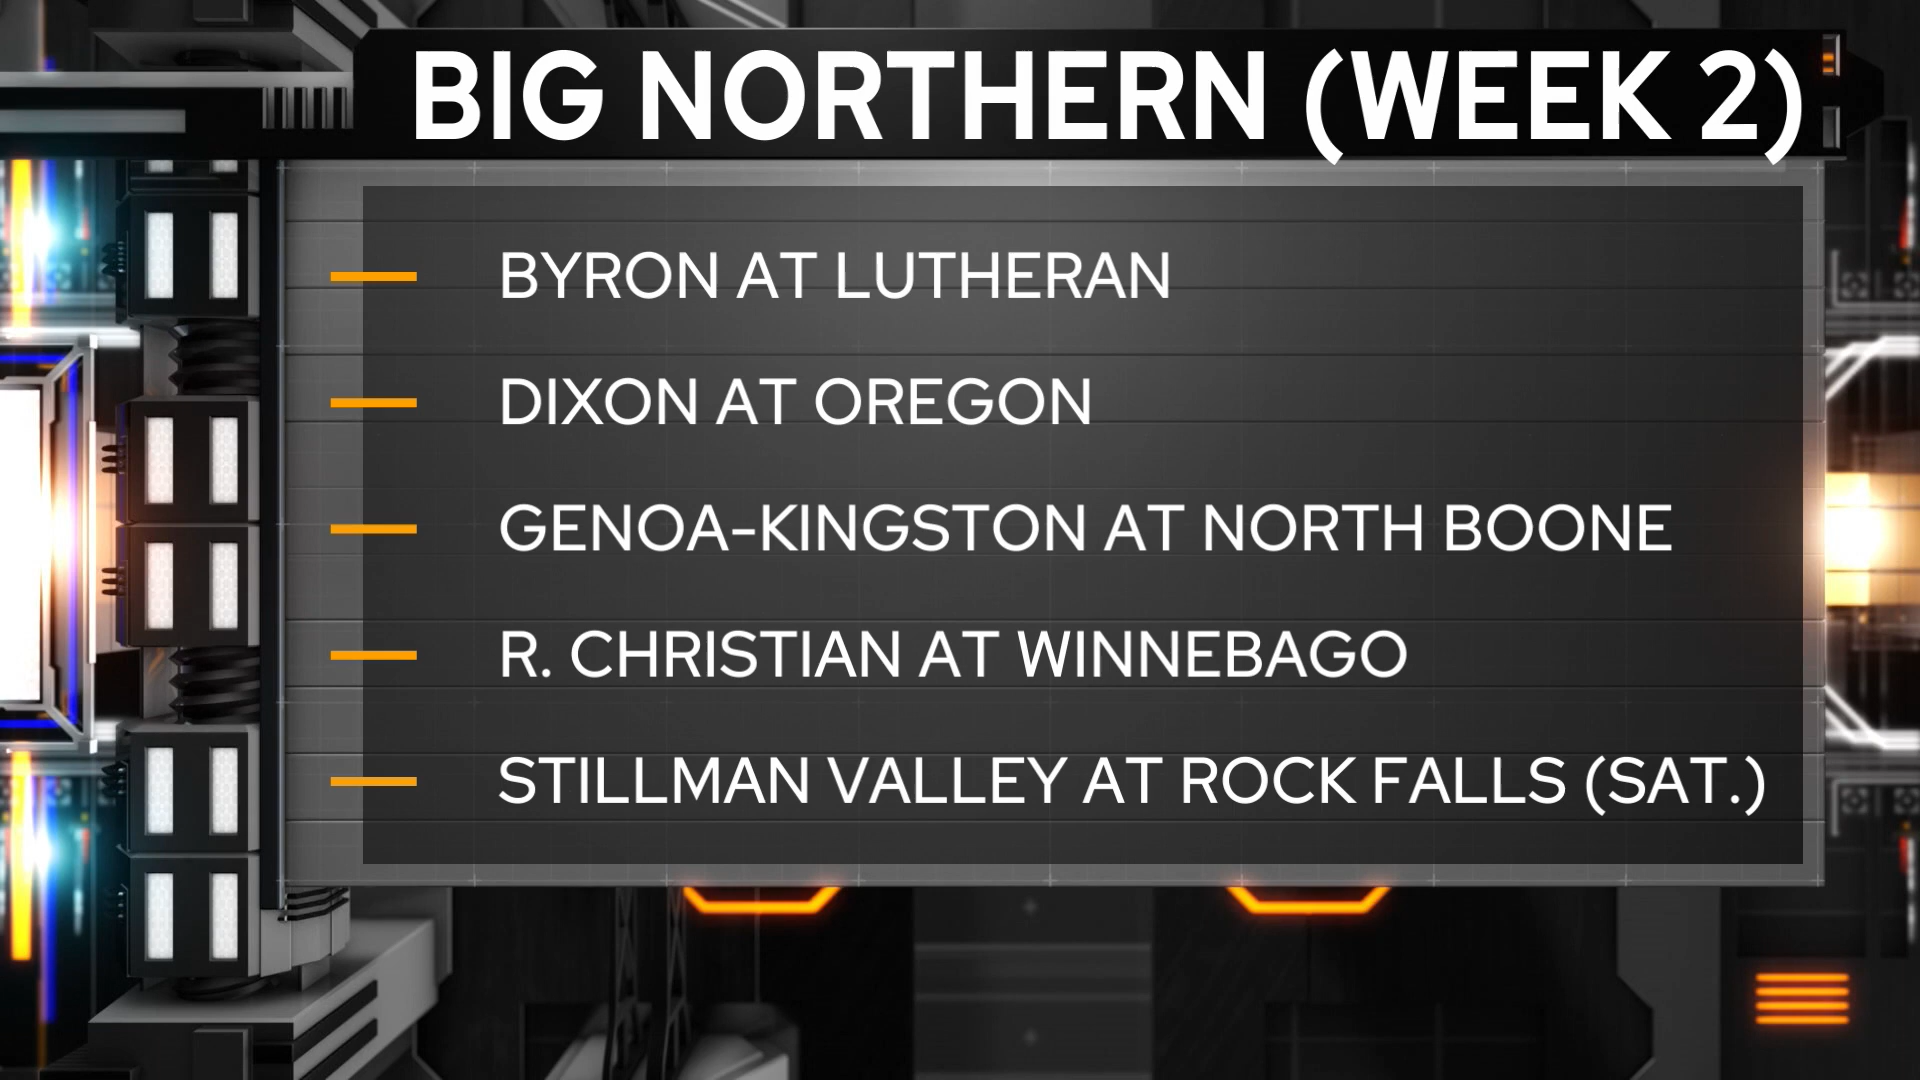 BIG NORTHERN (WEEK 2)
BYRON AT LUTHERAN
DIXON AT OREGON
GENOA-KINGSTON AT NORTH BOONE
R. CHRISTIAN AT WINNEBAGO
STILLMAN VALLEY AT ROCK FALLS (SAT.)